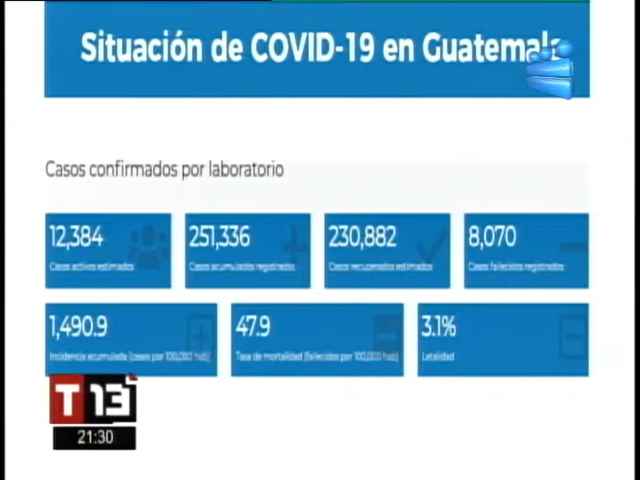 Situación de COVID-19 en Guatemala
Casos confirmados por laboratorio
12,384
Casos activos estimados
251,336
Casos acumulados registrados
230,882
Casos recuperados estimados
8,070
Casos fallecidos registrados
1,490.9
Incidencia acumulada (casos por 100,000 hab)
47.9
Tasa de mortalidad (fallecidos por 100,000 hab)
3.1%
Letalidad
T13
21:30